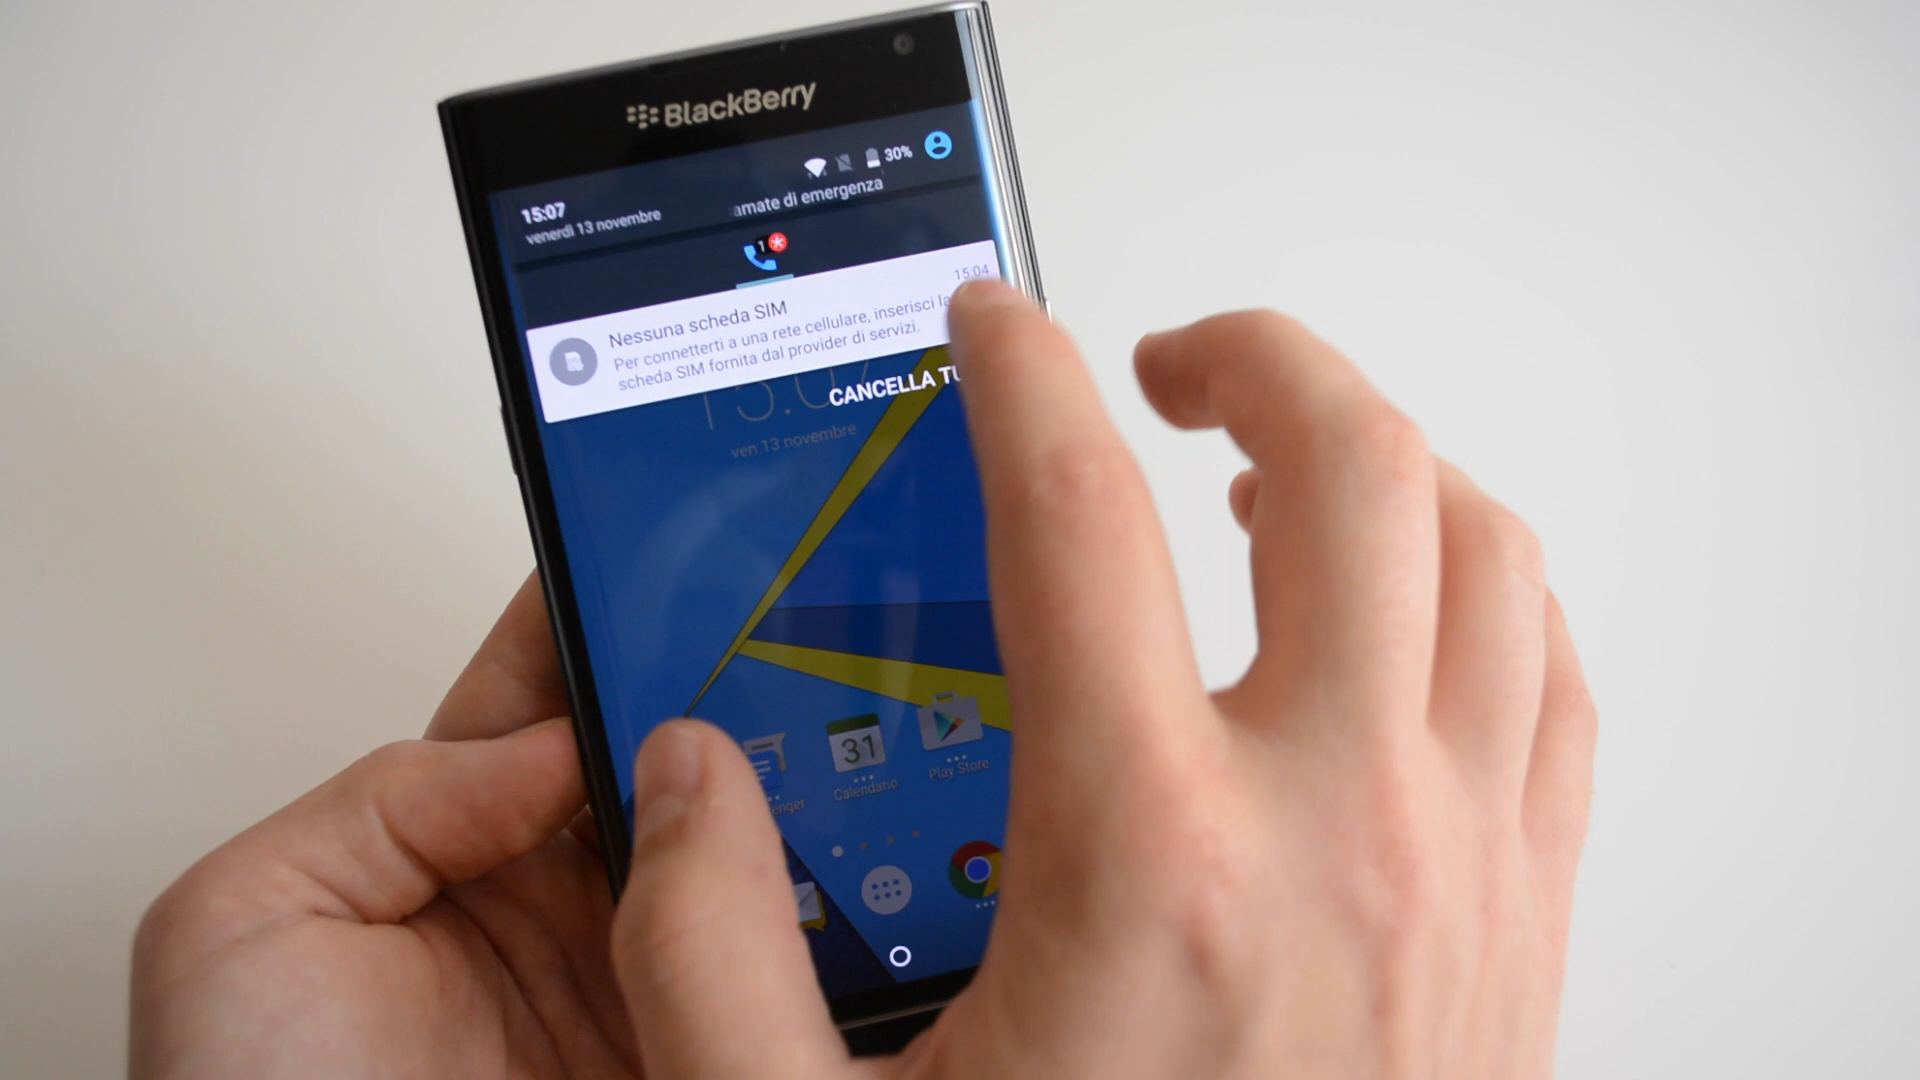 BlackBerry
30%
15:07
venerdì 13 novembre
amate di emergenza
1
15:04
Nessuna scheda SIM
Per connetterti a una rete cellulare, inserisci la
scheda SIM fornita dal provider di servizi.
CANCELLA TU
ven 13 novembre
31
enger
Calendario
Play Store